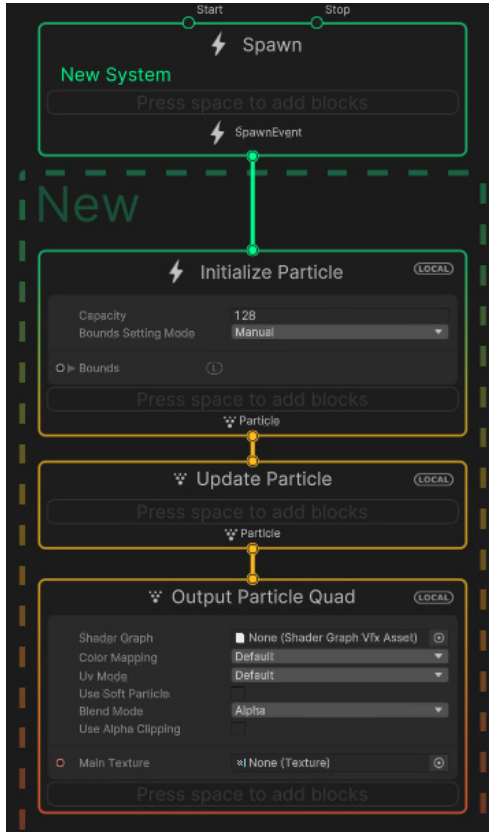 Start Stop
Spawn
New System
Press space to add blocks
SpawnEvent
New
Initialize Particle LOCAL
Capacity 128
Bounds Setting Mode Manual
Bounds L
Press space to add blocks
Particle
Update Particle LOCAL
Press space to add blocks
Particle
Output Particle Quad LOCAL
Shader Graph None (Shader Graph Vfx Asset)
Color Mapping Default
Uv Mode Default
Use Soft Particle
Blend Mode Alpha
Use Alpha Clipping
Main Texture None (Texture)
Press space to add blocks